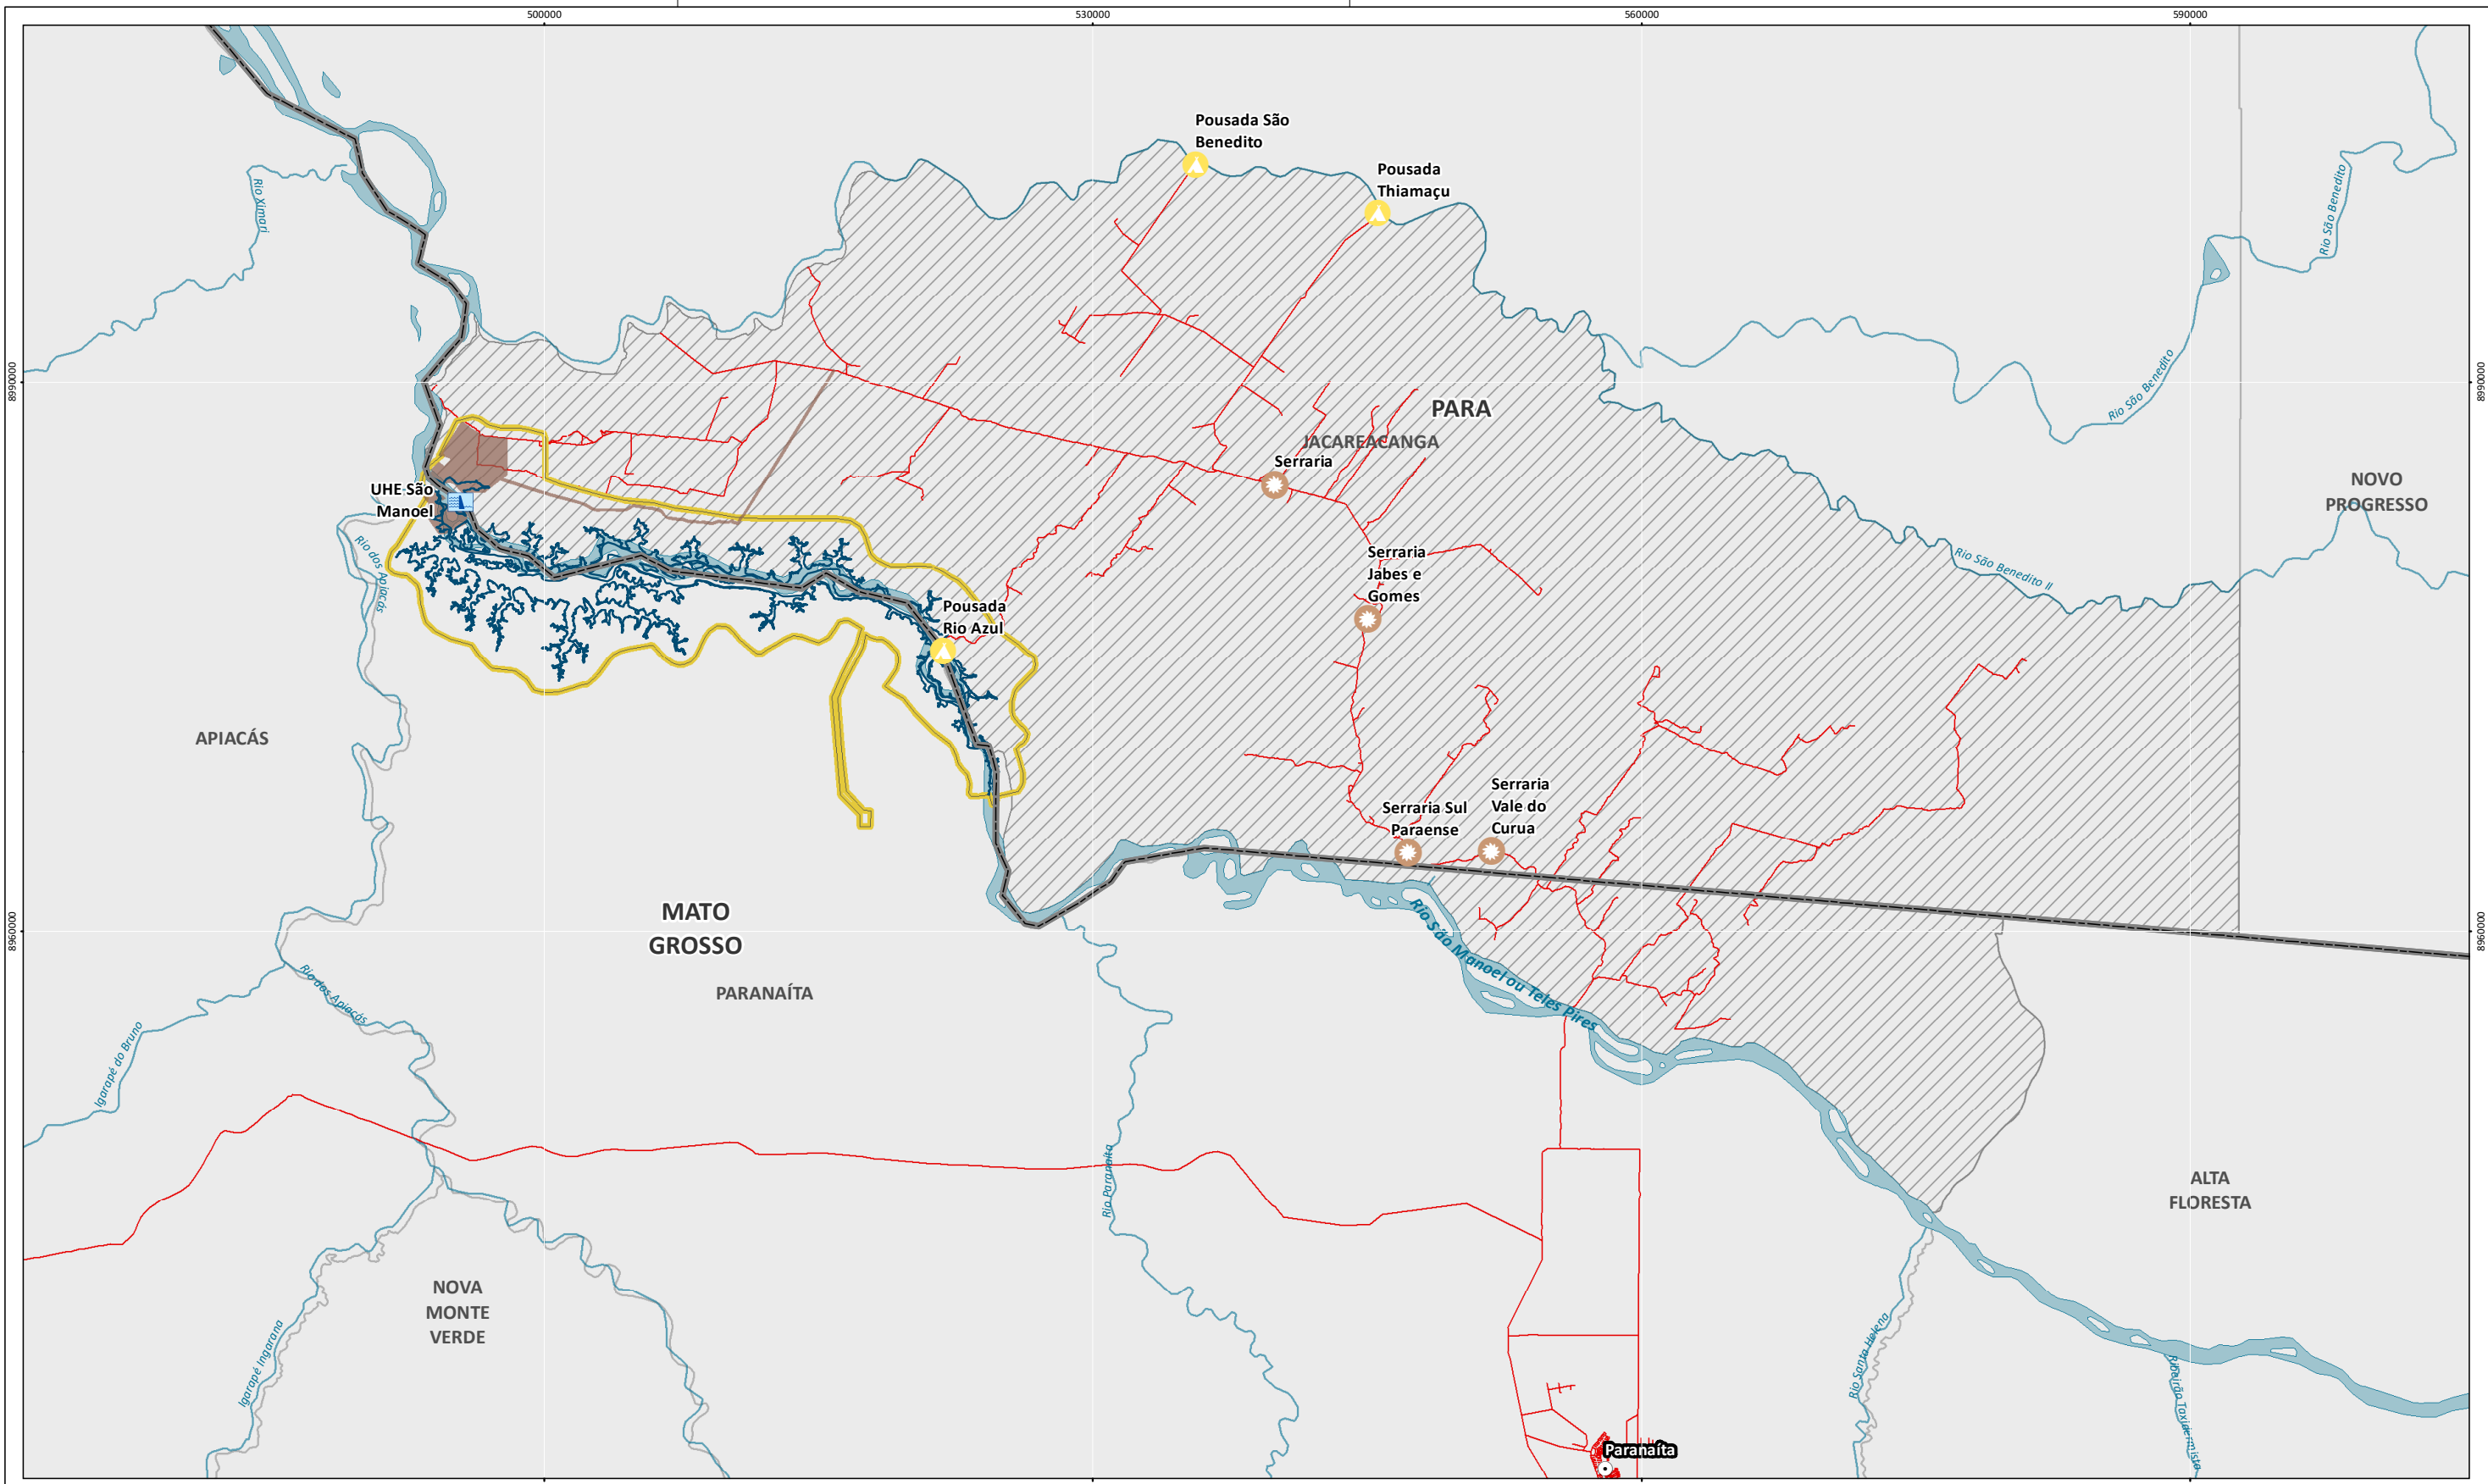 500000
530000
560000
590000
Pousada São
Benedito
Pousada
Thiamaçu
Rio Ximari
Rio São Benedito
8990000
8990000
Rio São Benedito
PARA
JACAREACANGA
Serraria
NOVO
PROGRESSO
UHE São
Manoel
Rio dos Apiacás
Serraria
Jabes e
Gomes
Rio São Benedito II
Pousada
Rio Azul
APIACÁS
Serraria Sul
Paraense
Serraria
Vale do
Curua
MATO
GROSSO
8960000
8960000
Rio São Manoel ou Teles Pires
PARANAÍTA
Rio dos Apiacás
Igarapé do Bruno
Rio Paranaíta
ALTA
FLORESTA
NOVA
MONTE
VERDE
Igarapé Ingarana
Rio Santa Helena
Ribeirão Taxidermista
Paranaíta